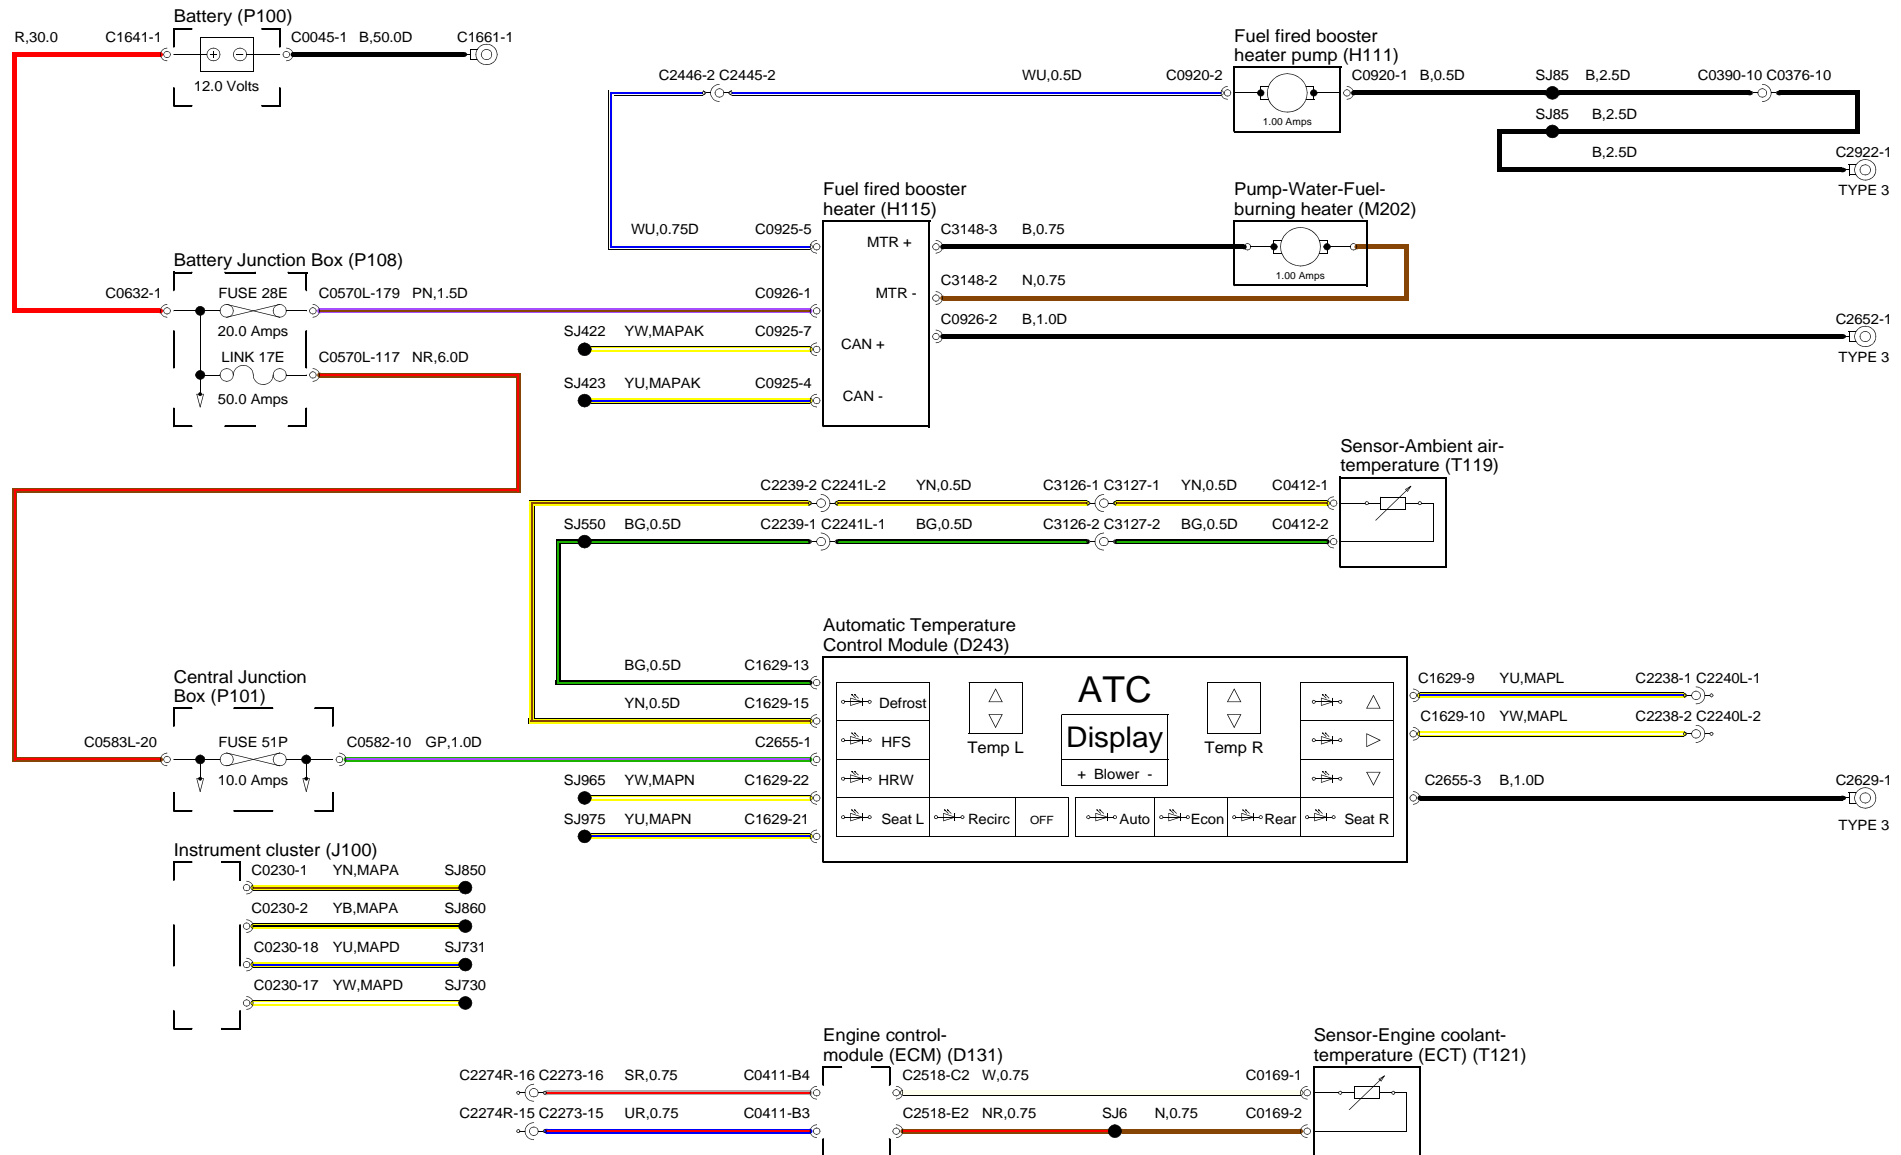 Battery (P100)
R,30.0 C1641-1 C0045-1 B,50.0D C1661-1
12.0 Volts
Fuel fired booster
heater pump (H111)
C2446-2 C2445-2 WU,0.5D C0920-2 C0920-1 B,0.5D SJ85 B,2.5D C0390-10 C0376-10
1.00 Amps
SJ85 B,2.5D
B,2.5D C2922-1
TYPE 3
Fuel fired booster
heater (H115)
Pump-Water-Fuel-
burning heater (M202)
WU,0.75D C0925-5 MTR + C3148-3 B,0.75
1.00 Amps
Battery Junction Box (P108)
C0632-1 FUSE 28E C0570L-179 PN,1.5D C0926-1 MTR - C3148-2 N,0.75
20.0 Amps
SJ422 YW,MAPAK C0925-7 CAN + C0926-2 B,1.0D C2652-1
TYPE 3
LINK 17E C0570L-117 NR,6.0D
50.0 Amps
SJ423 YU,MAPAK C0925-4 CAN -
Sensor-Ambient air-
temperature (T119)
C2239-2 C2241L-2 YN,0.5D C3126-1 C3127-1 YN,0.5D C0412-1
SJ550 BG,0.5D C2239-1 C2241L-1 BG,0.5D C3126-2 C3127-2 BG,0.5D C0412-2
Automatic Temperature
Control Module (D243)
BG,0.5D C1629-13
YN,0.5D C1629-15
Central Junction
Box (P101)
C0583L-20 FUSE 51P C0582-10 GP,1.0D C2655-1
10.0 Amps
SJ965 YW,MAPN C1629-22
SJ975 YU,MAPN C1629-21
Defrost
HFS
HRW
Seat L Recirc OFF Auto Econ Rear Seat R
Temp L
ATC
Display
+ Blower -
Temp R
C1629-9 YU,MAPL C2238-1 C2240L-1
C1629-10 YW,MAPL C2238-2 C2240L-2
C2655-3 B,1.0D C2629-1
TYPE 3
Instrument cluster (J100)
C0230-1 YN,MAPA SJ850
C0230-2 YB,MAPA SJ860
C0230-18 YU,MAPD SJ731
C0230-17 YW,MAPD SJ730
Engine control-
module (ECM) (D131)
Sensor-Engine coolant-
temperature (ECT) (T121)
C2274R-16 C2273-16 SR,0.75 C0411-B4 C2518-C2 W,0.75 C0169-1
C2274R-15 C2273-15 UR,0.75 C0411-B3 C2518-E2 NR,0.75 SJ6 N,0.75 C0169-2